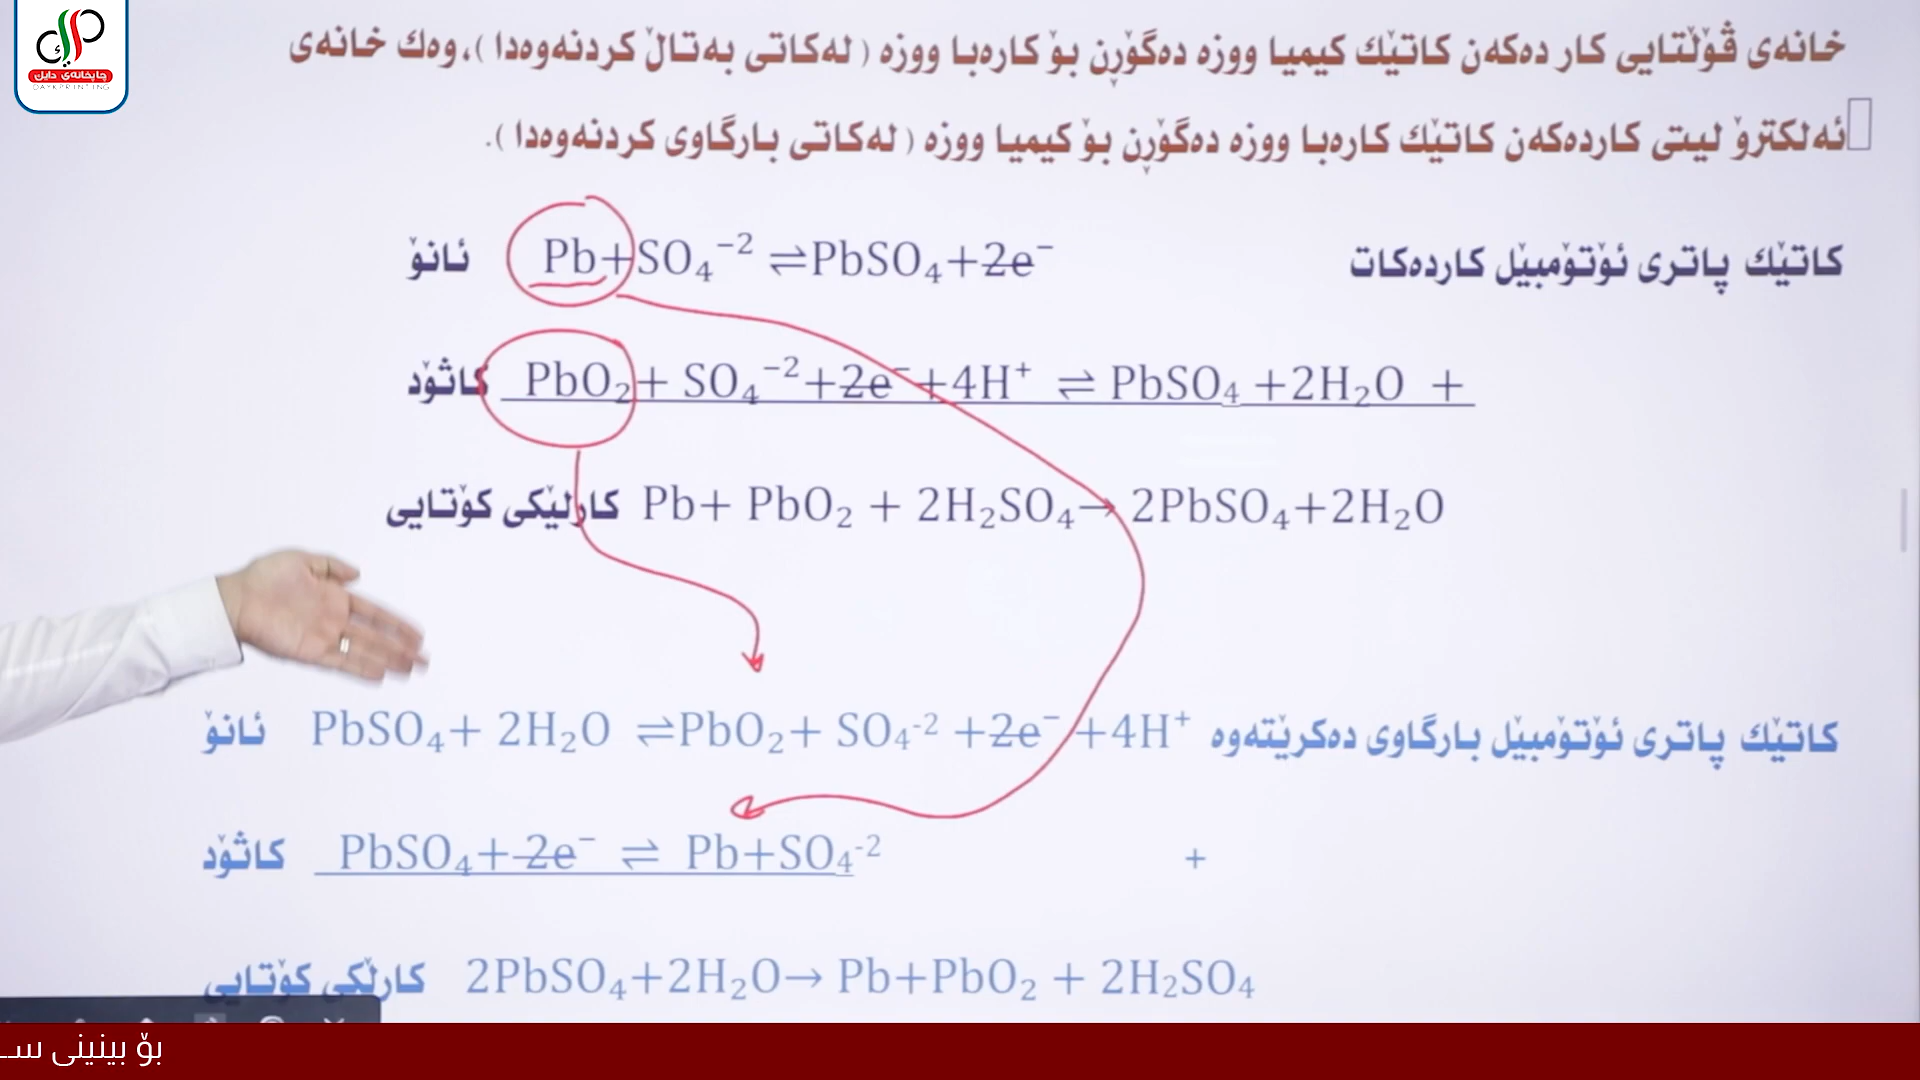 چاپخانەی دایک
DAYK PRINTING
خانەی ڤۆڵتایی کار دەکەن کاتێك کیمیا ووزە دەگۆڕن بۆ کارەبا ووزە ( لەکاتی بەتاڵ کردنەوەدا )، وەك خانەی
ئەلکترۆ لیتی کاردەکەن کاتێك کارەبا ووزە دەگۆڕن بۆ کیمیا ووزە ( لەکاتی بارگاوی کردنەوەدا ).
کاتێك پاتری ئۆتۆمبێل کاردەکات Pb+SO₄⁻² ⇌PbSO₄+2e⁻ ئانۆ
کاثۆد PbO₂+ SO₄⁻²+2e⁻+4H⁺ ⇌ PbSO₄ +2H₂O +
کارلێکی کۆتایی Pb+ PbO₂ + 2H₂SO₄→ 2PbSO₄+2H₂O
کاتێك پاتری ئۆتۆمبێل بارگاوی دەکرێتەوە PbSO₄+ 2H₂O ⇌PbO₂+ SO₄⁻² +2e⁻ +4H⁺ ئانۆ
کاثۆد PbSO₄+2e⁻ ⇌ Pb+SO₄⁻² +
کارلێکی کۆتایی 2PbSO₄+2H₂O→ Pb+PbO₂ + 2H₂SO₄
بۆ بینینی